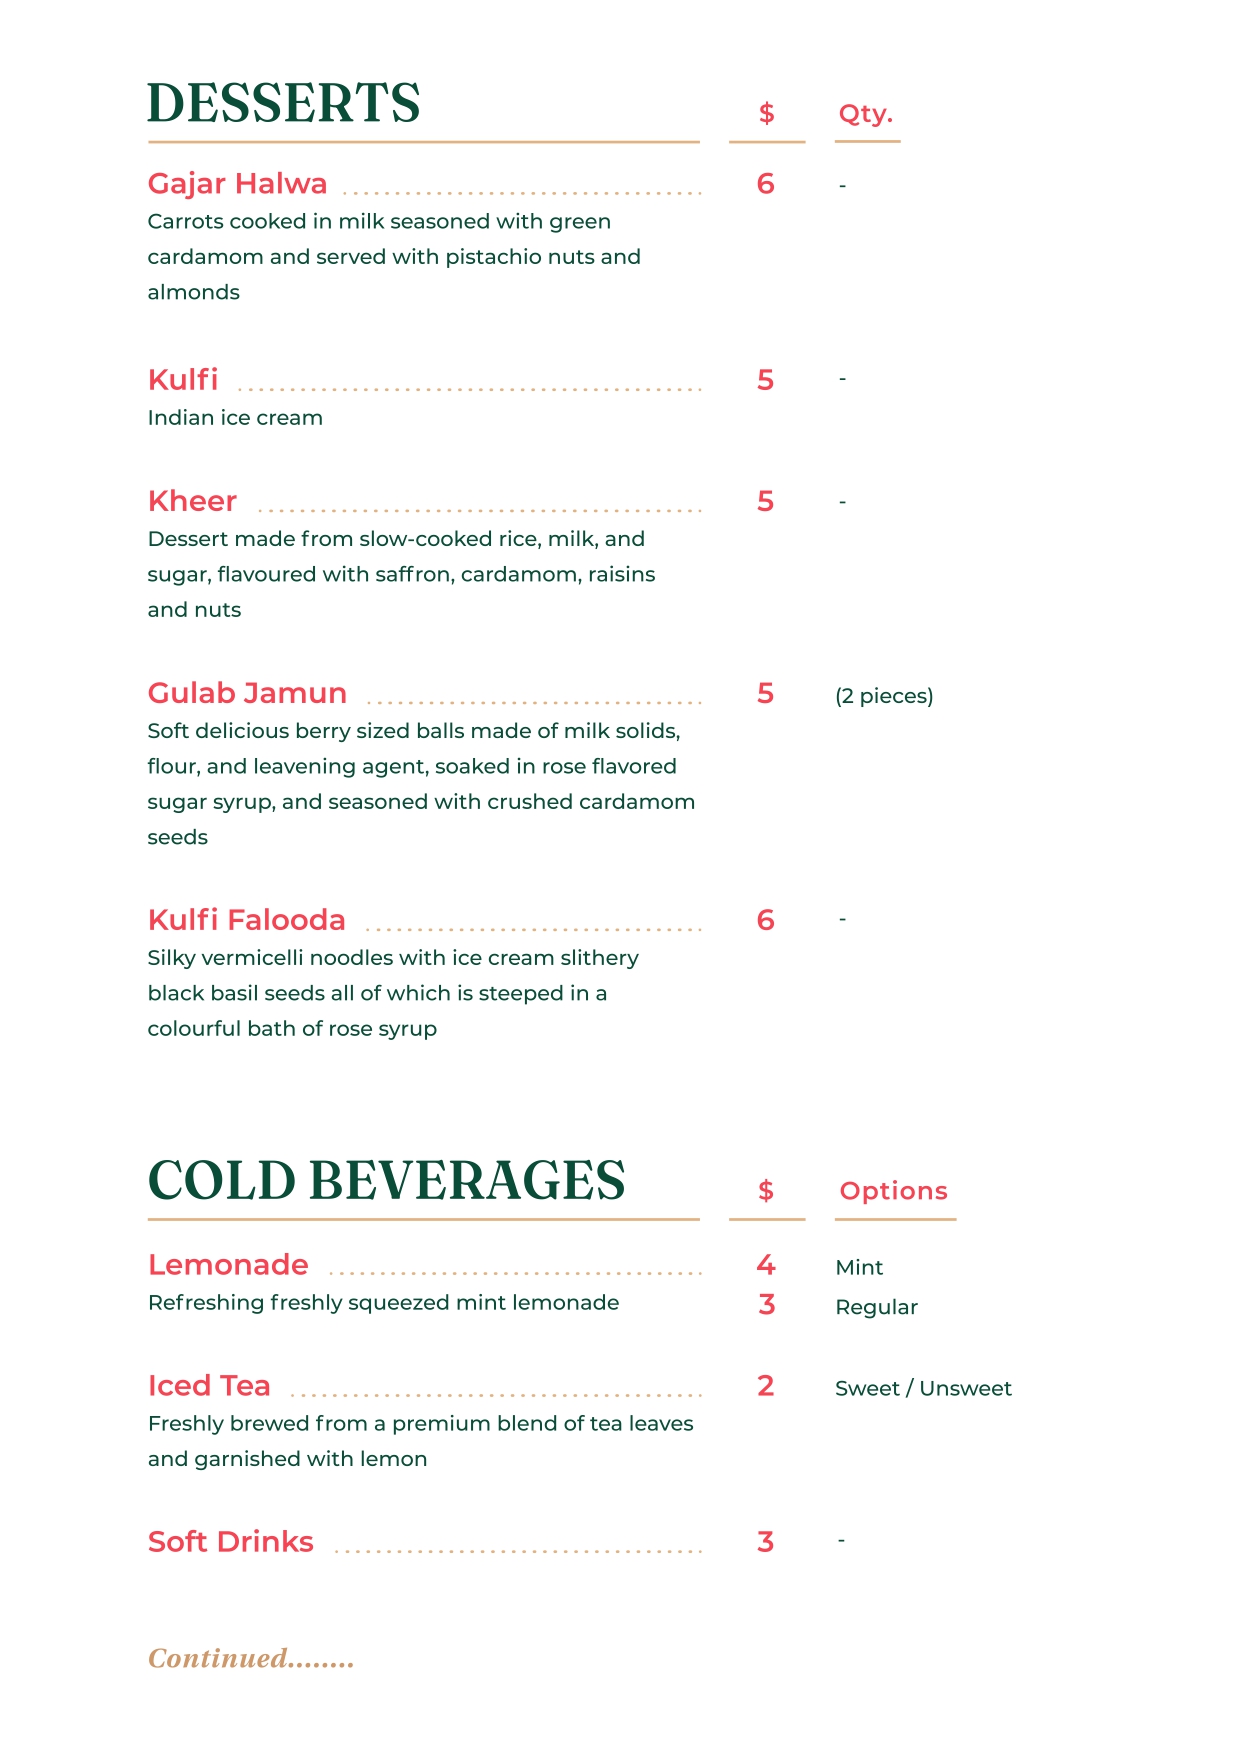 DESSERTS $ Qty.
Gajar Halwa ........................................ 6 -
Carrots cooked in milk seasoned with green
cardamom and served with pistachio nuts and
almonds
Kulfi ........................................ 5 -
Indian ice cream
Kheer ........................................ 5 -
Dessert made from slow-cooked rice, milk, and
sugar, flavoured with saffron, cardamom, raisins
and nuts
Gulab Jamun ........................................ 5 (2 pieces)
Soft delicious berry sized balls made of milk solids,
flour, and leavening agent, soaked in rose flavored
sugar syrup, and seasoned with crushed cardamom
seeds
Kulfi Falooda ........................................ 6 -
Silky vermicelli noodles with ice cream slithery
black basil seeds all of which is steeped in a
colourful bath of rose syrup
COLD BEVERAGES $ Options
Lemonade ........................................ 4 Mint
Refreshing freshly squeezed mint lemonade 3 Regular
Iced Tea ........................................ 2 Sweet / Unsweet
Freshly brewed from a premium blend of tea leaves
and garnished with lemon
Soft Drinks ........................................ 3 -
Continued........